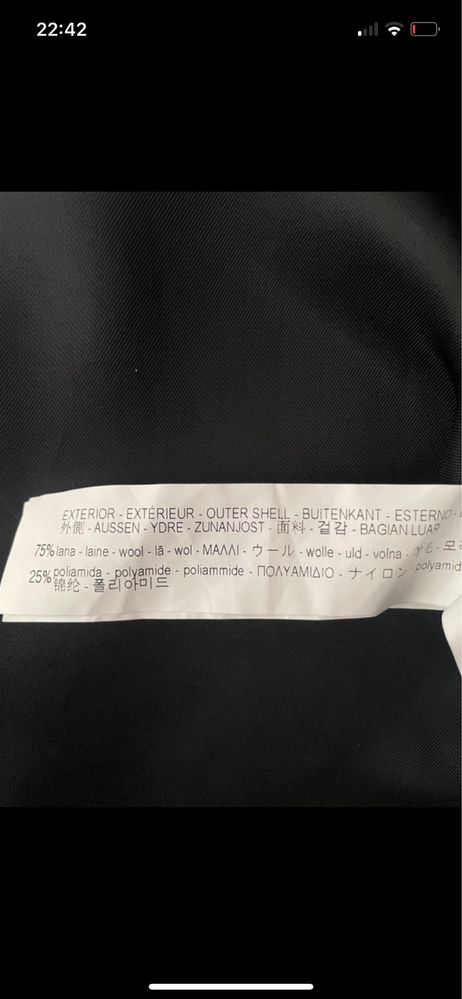 22:42
EXTERIOR - EXTÉRIEUR - OUTER SHELL - BUITENKANT - ESTERNO -
外側 - AUSSEN - YDRE - ZUNANJOST - 面料 - 겉감 - BAGIAN LUAR
75% lana - laine - wool - lã - wol - ΜΑΛΛΙ - ウール - wolle - uld - volna -
25% poliamida - polyamide - poliammide - ΠΟΛΥΑΜΙΔΙΟ - ナイロン - polyamid
锦纶 - 폴리아미드